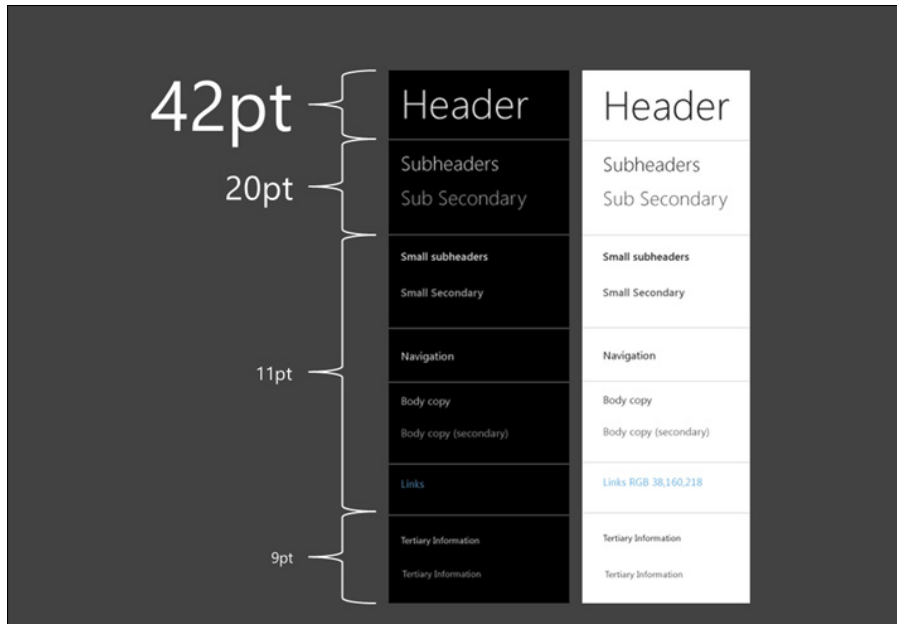 42pt
Header
Header
20pt
Subheaders
Subheaders
Sub Secondary
Sub Secondary
11pt
Small subheaders
Small subheaders
Small Secondary
Small Secondary
Navigation
Navigation
Body copy
Body copy
Body copy (secondary)
Body copy (secondary)
Links
Links RGB 38,160,218
9pt
Tertiary Information
Tertiary Information
Tertiary Information
Tertiary Information